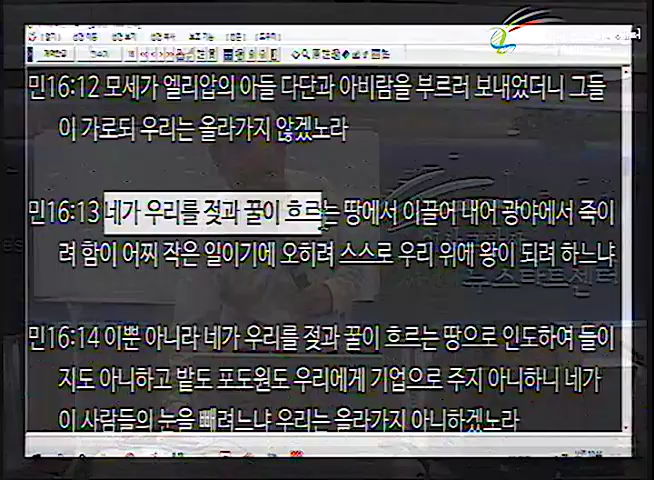 민16:12 모세가 엘리압의 아들 다단과 아비람을 부르러 보내었더니 그들
이 가로되 우리는 올라가지 않겠노라
민16:13 네가 우리를 젖과 꿀이 흐르는 땅에서 이끌어 내어 광야에서 죽이
려 함이 어찌 작은 일이기에 오히려 스스로 우리 위에 왕이 되려 하느냐
뉴스타트센터
민16:14 이뿐 아니라 네가 우리를 젖과 꿀이 흐르는 땅으로 인도하여 들이
지도 아니하고 밭도 포도원도 우리에게 기업으로 주지 아니하니 네가
이 사람들의 눈을 빼려느냐 우리는 올라가지 아니하겠노라